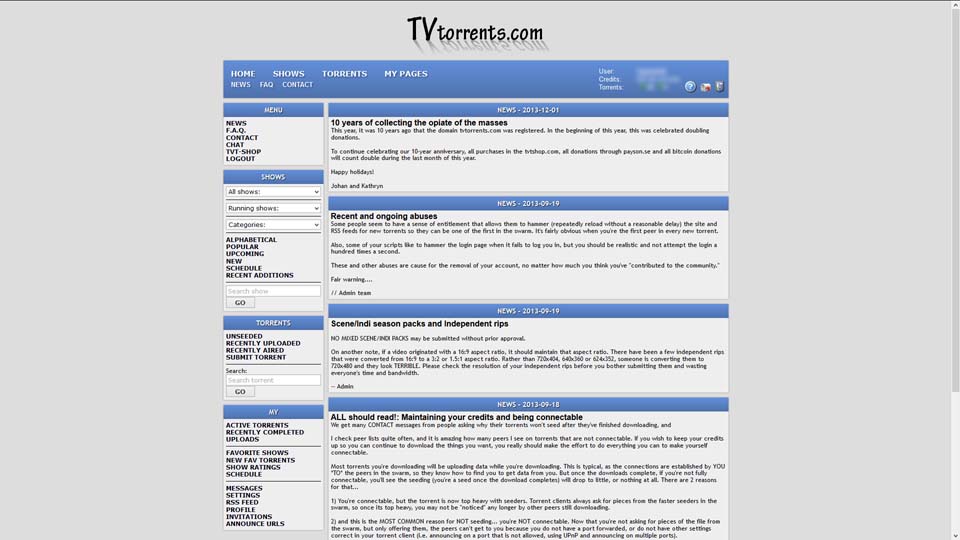 TVtorrents.com
HOME SHOWS TORRENTS MY PAGES
NEWS FAQ CONTACT
User:
Credits:
Torrents:
MENU
NEWS
F.A.Q.
CONTACT
CHAT
TVT-SHOP
LOGOUT
SHOWS
All shows:
Running shows:
Categories:
ALPHABETICAL
POPULAR
UPCOMING
NEW
SCHEDULE
RECENT ADDITIONS
Search show
GO
TORRENTS
UNSEEDED
RECENTLY UPLOADED
RECENTLY AIRED
SUBMIT TORRENT
Search:
Search torrent
GO
MY
ACTIVE TORRENTS
RECENTLY COMPLETED
UPLOADS
FAVORITE SHOWS
NEW FAV TORRENTS
SHOW RATINGS
SCHEDULE
MESSAGES
SETTINGS
RSS FEED
PROFILE
INVITATIONS
ANNOUNCE URLS
NEWS - 2013-12-01
10 years of collecting the opiate of the masses
This year, it was 10 years ago that the domain tvtorrents.com was registered. In the beginning of this year, this was celebrated doubling
donations.
To continue celebrating our 10-year anniversary, all purchases in the tvtshop.com, all donations through payson.se and all bitcoin donations
will count double during the last month of this year.
Happy holidays!
Johan and Kathryn
NEWS - 2013-09-19
Recent and ongoing abuses
Some people seem to have a sense of entitlement that allows them to hammer (repeatedly reload without a reasonable delay) the site and
RSS feeds for new torrents so they can be one of the first in the swarm. It's fairly obvious when you're the first peer in every new torrent.
Also, some of your scripts like to hammer the login page when it fails to log you in, but you should be realistic and not attempt the login a
hundred times a second.
These and other abuses are cause for the removal of your account, no matter how much you think you've "contributed to the community."
Fair warning....
// Admin team
NEWS - 2013-09-19
Scene/Indi season packs and Independent rips
NO MIXED SCENE/INDI PACKS may be submitted without prior approval.
On another note, if a video originated with a 16:9 aspect ratio, it should maintain that aspect ratio. There have been a few independent rips
that were converted from 16:9 to a 3:2 or 1.5:1 aspect ratio. Rather than 720x404, 640x360 or 624x352, someone is converting them to
720x480 and they look TERRIBLE. Please check the resolution of your independent rips before you bother submitting them and wasting
everyone's time and bandwidth.
-- Admin
NEWS - 2013-09-18
ALL should read!: Maintaining your credits and being connectable
We get many CONTACT messages from people asking why their torrents won't seed after they've finished downloading, and
I check peer lists quite often, and it is amazing how many peers I see on torrents that are not connectable. If you wish to keep your credits
up so you can continue to download the things you want, you really should make the effort to do everything you can to make yourself
connectable.
Most torrents you're downloading will be uploading data while you're downloading. This is typical, as the connections are established by YOU
*TO* the peers in the swarm, so they know how to find you to get data from you. But once the downloads complete, if you're not fully
connectable, you'll see the seeding (you're a seed once the download completes) will drop to little, or nothing at all. There are 2 reasons
for that...
1) You're connectable, but the torrent is now top heavy with seeders. Torrent clients always ask for pieces from the faster seeders in the
swarm, so once its top heavy, you may not be "noticed" any longer by other peers still downloading.
2) and this is the MOST COMMON reason for NOT seeding... you're NOT connectable. Now that you're not asking for pieces of the file from
the swarm, but only offering them, the peers can't get to you because you do not have a port forwarded, or do not have other settings
correct in your torrent client (i.e. announcing on a port that is not allowed, using UPnP and announcing on multiple ports).